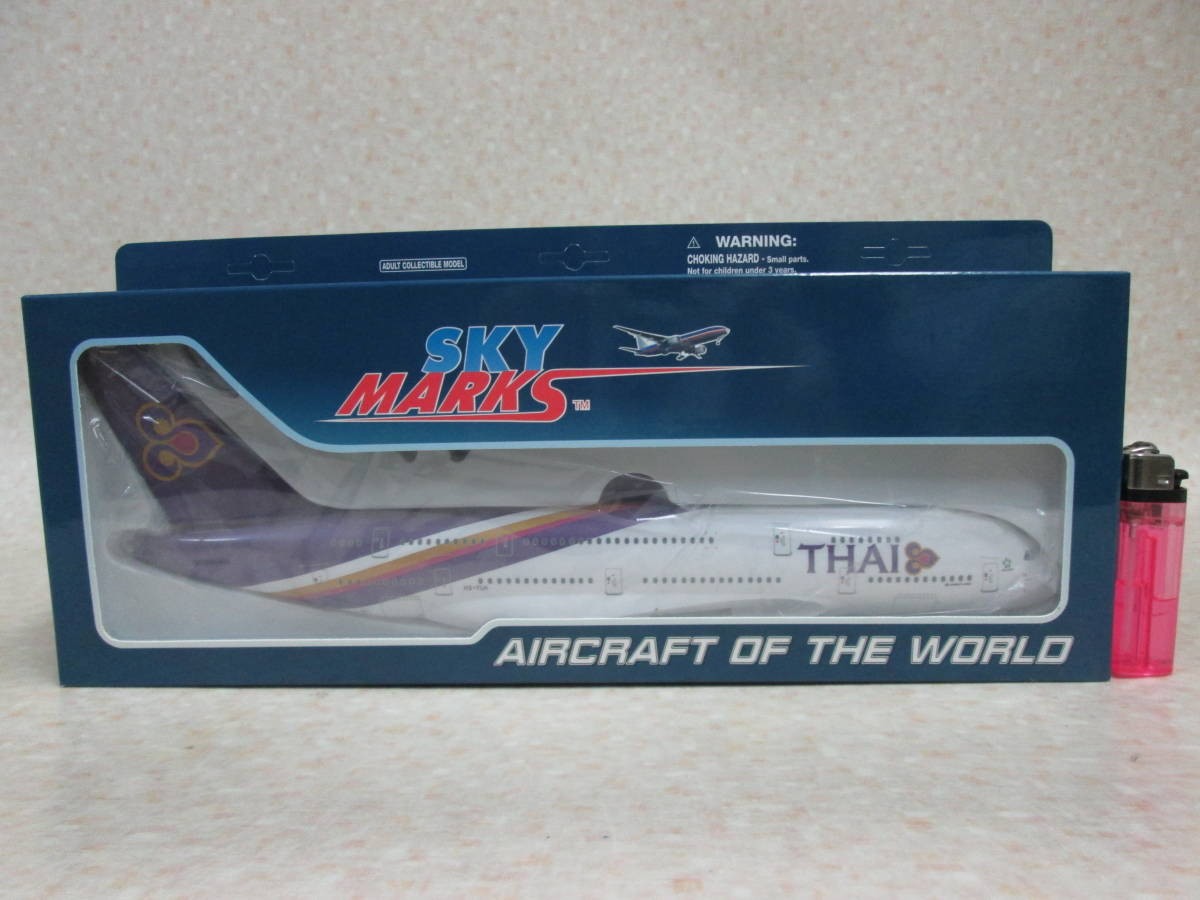 ADULT COLLECTIBLE MODEL
WARNING:
CHOKING HAZARD - Small parts.
Not for children under 3 years.
SKY
MARKS TM
THAI
AIRCRAFT OF THE WORLD